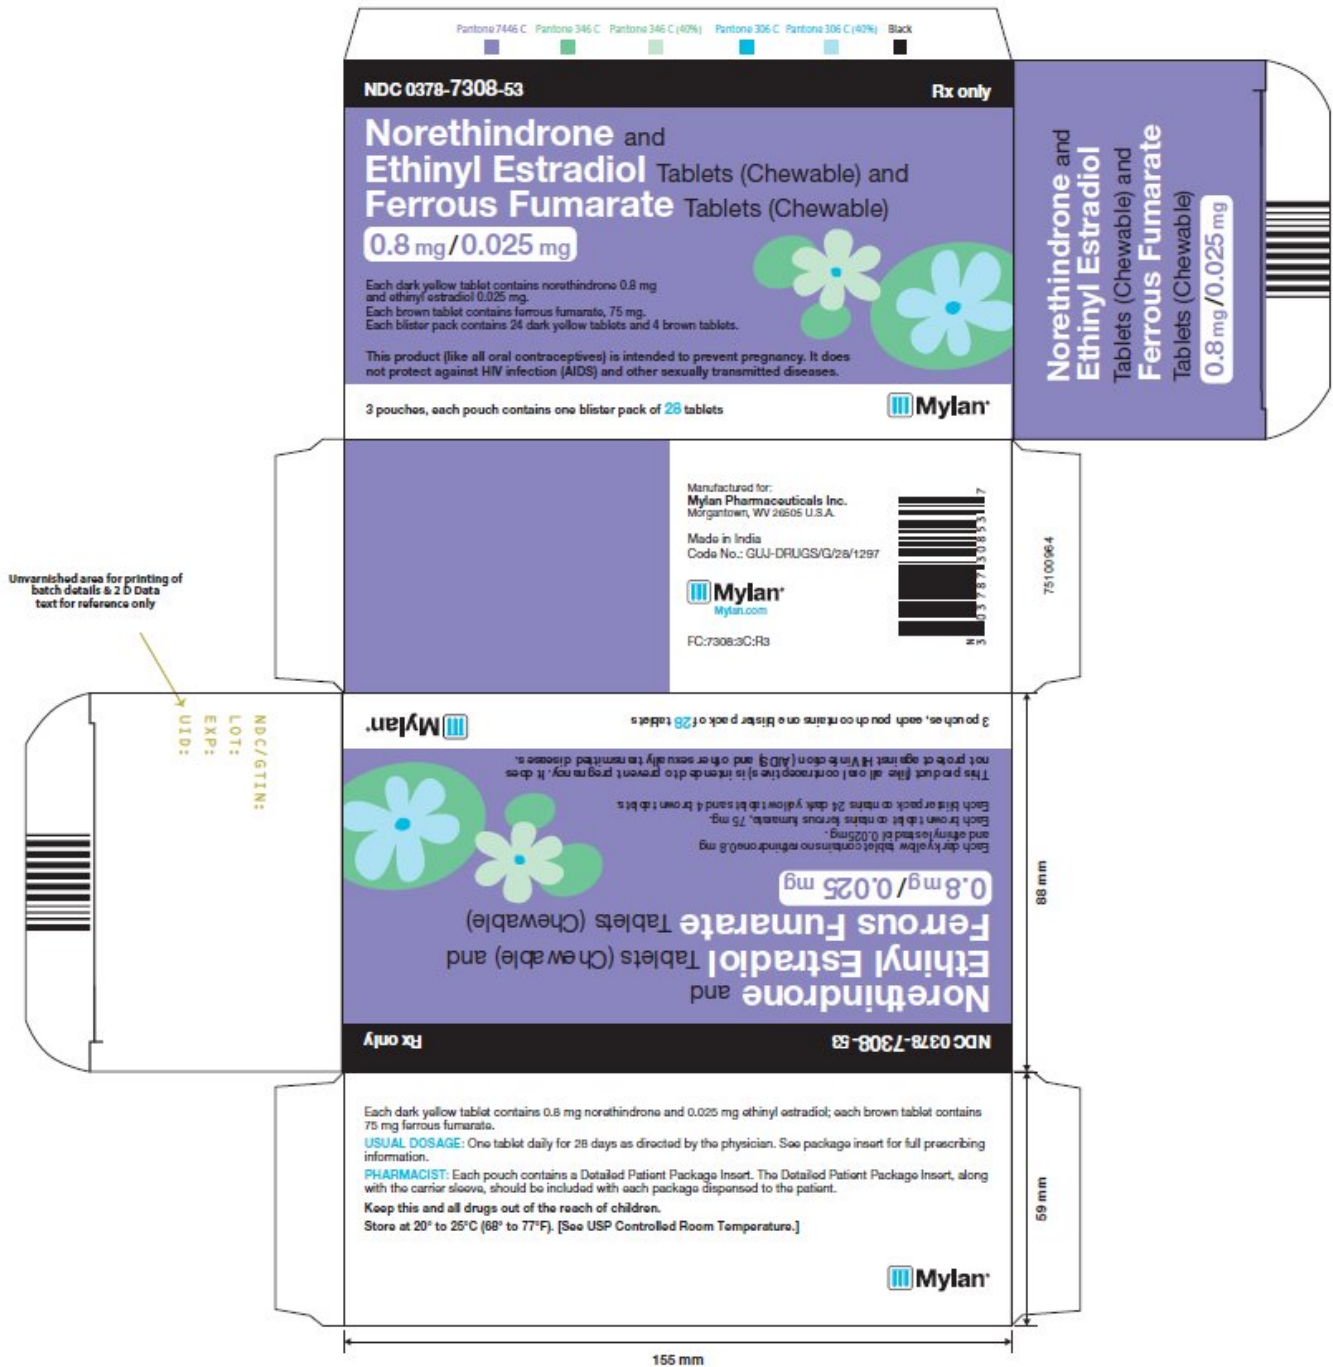 Pantone 7446 C Pantone 346 C Pantone 346 C (40%) Pantone 306 C Pantone 306 C (40%) Black
NDC 0378-7308-53
Rx only
Norethindrone and
Ethinyl Estradiol Tablets (Chewable) and
Ferrous Fumarate Tablets (Chewable)
0.8 mg/0.025 mg
Each dark yellow tablet contains norethindrone 0.8 mg
and ethinyl estradiol 0.025 mg.
Each brown tablet contains ferrous fumarate, 75 mg.
Each blister pack contains 24 dark yellow tablets and 4 brown tablets.
This product (like all oral contraceptives) is intended to prevent pregnancy. It does
not protect against HIV infection (AIDS) and other sexually transmitted diseases.
3 pouches, each pouch contains one blister pack of 28 tablets
Mylan®
Norethindrone and
Ethinyl Estradiol
Tablets (Chewable) and
Ferrous Fumarate
Tablets (Chewable)
0.8 mg/0.025 mg
Manufactured for:
Mylan Pharmaceuticals Inc.
Morgantown, WV 26505 U.S.A.
Made in India
Code No.: GUJ-DRUGS/G/28/1297
Mylan®
Mylan.com
FC:7308:3C:R3
N
3 0378730853 7
75100964
Unvarnished area for printing of
batch details & 2 D Data
text for reference only
NDC/GTIN:
LOT:
EXP:
UID:
NDC 0378-7308-53
Rx only
Norethindrone and
Ethinyl Estradiol Tablets (Chewable) and
Ferrous Fumarate Tablets (Chewable)
0.8 mg/0.025 mg
Each dark yellow tablet contains norethindrone 0.8 mg
and ethinyl estradiol 0.025 mg.
Each brown tablet contains ferrous fumarate, 75 mg.
Each blister pack contains 24 dark yellow tablets and 4 brown tablets.
This product (like all oral contraceptives) is intended to prevent pregnancy. It does
not protect against HIV infection (AIDS) and other sexually transmitted diseases.
3 pouches, each pouch contains one blister pack of 28 tablets
Mylan®
88 mm
Each dark yellow tablet contains 0.8 mg norethindrone and 0.025 mg ethinyl estradiol; each brown tablet contains
75 mg ferrous fumarate.
USUAL DOSAGE: One tablet daily for 28 days as directed by the physician. See package insert for full prescribing
information.
PHARMACIST: Each pouch contains a Detailed Patient Package Insert. The Detailed Patient Package Insert, along
with the carrier sleeve, should be included with each package dispensed to the patient.
Keep this and all drugs out of the reach of children.
Store at 20° to 25°C (68° to 77°F). [See USP Controlled Room Temperature.]
Mylan®
59 mm
155 mm